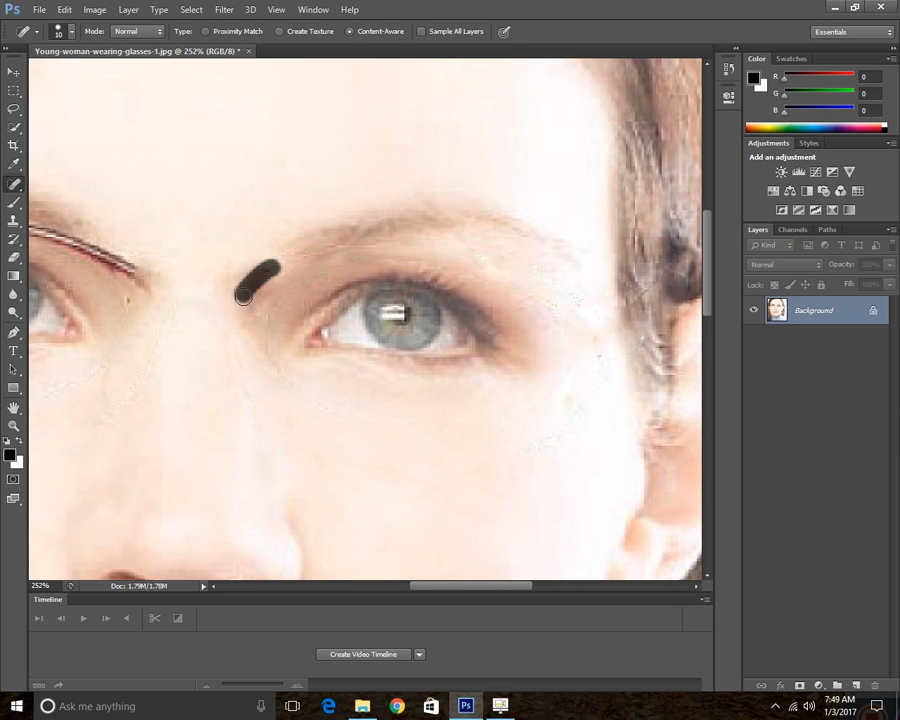 Ps File Edit Image Layer Type Select Filter 3D View Window Help
10 Mode: Normal Type: Proximity Match Create Texture Content-Aware Sample All Layers Essentials
Young-woman-wearing-glasses-1.jpg @ 252% (RGB/8) * ×
Color Swatches
R 0
G 0
B 0
Adjustments Styles
Add an adjustment
Layers Channels Paths
Kind
Normal Opacity:
Lock: Fill:
Background
252% Doc: 1.79M/1.78M
Timeline
Create Video Timeline
Ask me anything
7:49 AM
1/3/2017